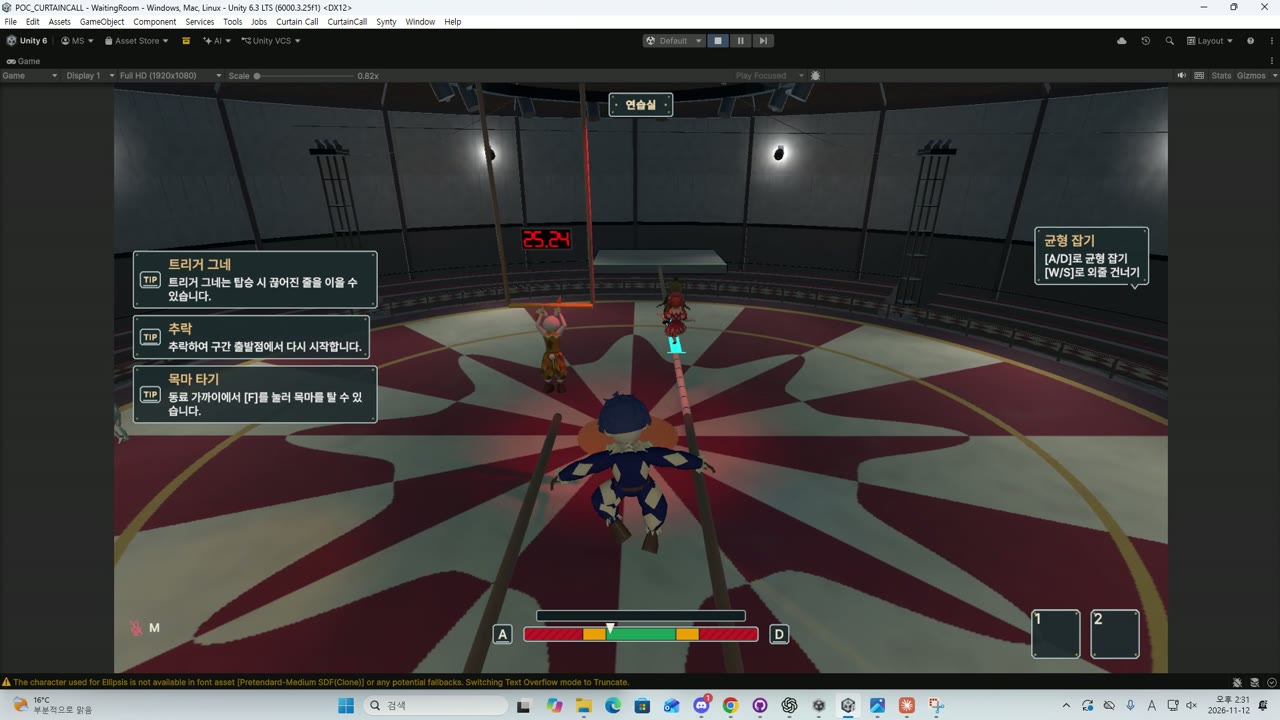 POC_CURTAINCALL - WaitingRoom - Windows, Mac, Linux - Unity 6.3 LTS (6000.3.25f1) <DX12>
File Edit Assets GameObject Component Services Tools Jobs Curtain Call CurtainCall Synty Window Help
Unity 6 MS Asset Store AI Unity VCS Default Layout
Game
Game Display 1 Full HD (1920x1080) Scale 0.82x Play Focused Stats Gizmos
연습실
25.24
트리거 그네
TIP
트리거 그네는 탑승 시 끊어진 줄을 이을 수
있습니다.
추락
TIP
추락하여 구간 출발점에서 다시 시작합니다.
목마 타기
TIP
동료 가까이에서 [F]를 눌러 목마를 탈 수 있
습니다.
균형 잡기
[A/D]로 균형 잡기
[W/S]로 외줄 건너기
M
A D
1 2
The character used for Ellipsis is not available in font asset [Pretendard-Medium SDF(Clone)] or any potential fallbacks. Switching Text Overflow mode to Truncate.
16°C
부분적으로 맑음
검색
1
A
오후 2:31
2026-11-12